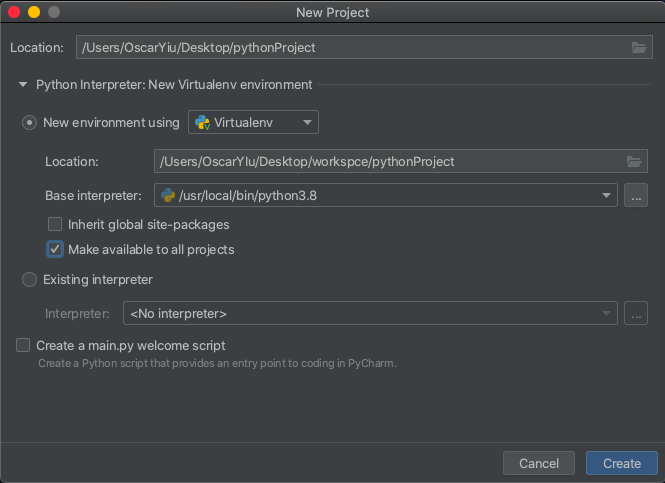 New Project
Location: /Users/OscarYiu/Desktop/pythonProject
Python Interpreter: New Virtualenv environment
New environment using Virtualenv
Location: /Users/OscarYIu/Desktop/workspce/pythonProject
Base interpreter: /usr/local/bin/python3.8 ...
Inherit global site-packages
Make available to all projects
Existing interpreter
Interpreter: <No interpreter> ...
Create a main.py welcome script
Create a Python script that provides an entry point to coding in PyCharm.
Cancel Create